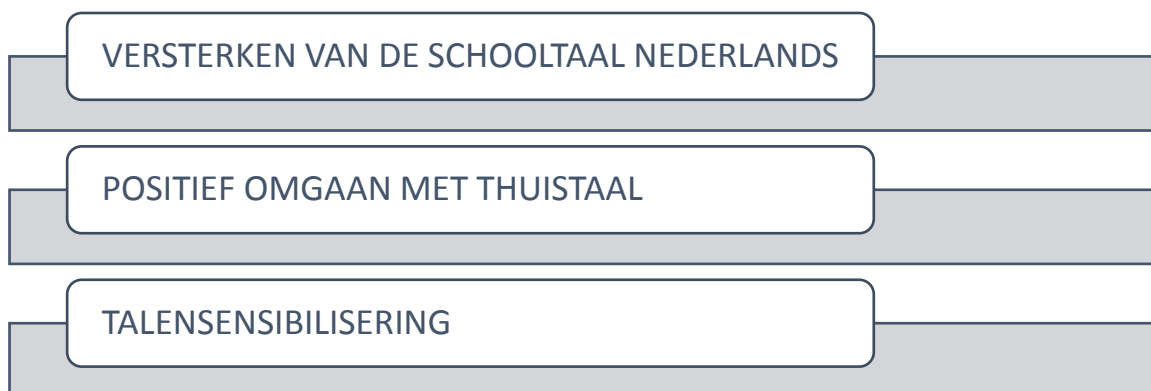 VERSTERKEN VAN DE SCHOOLTAAL NEDERLANDS
POSITIEF OMGAAN MET THUISTAAL
TALENSENSIBILISERING